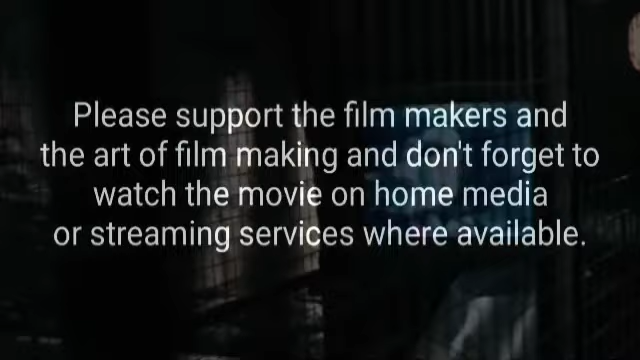 Please support the film makers and
the art of film making and don't forget to
watch the movie on home media
or streaming services where available.